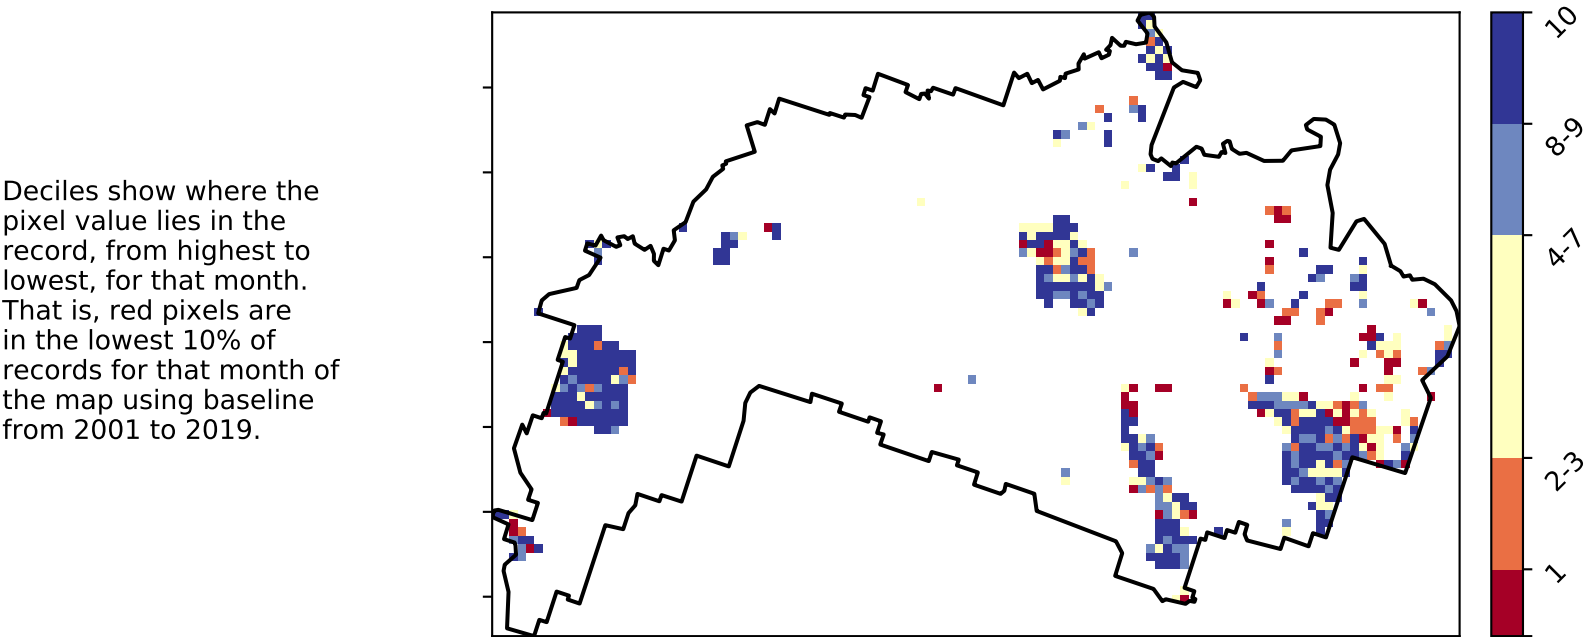 Deciles show where the
pixel value lies in the
record, from highest to
lowest, for that month.
That is, red pixels are
in the lowest 10% of
records for that month of
the map using baseline
from 2001 to 2019.
10
8-9
4-7
2-3
1